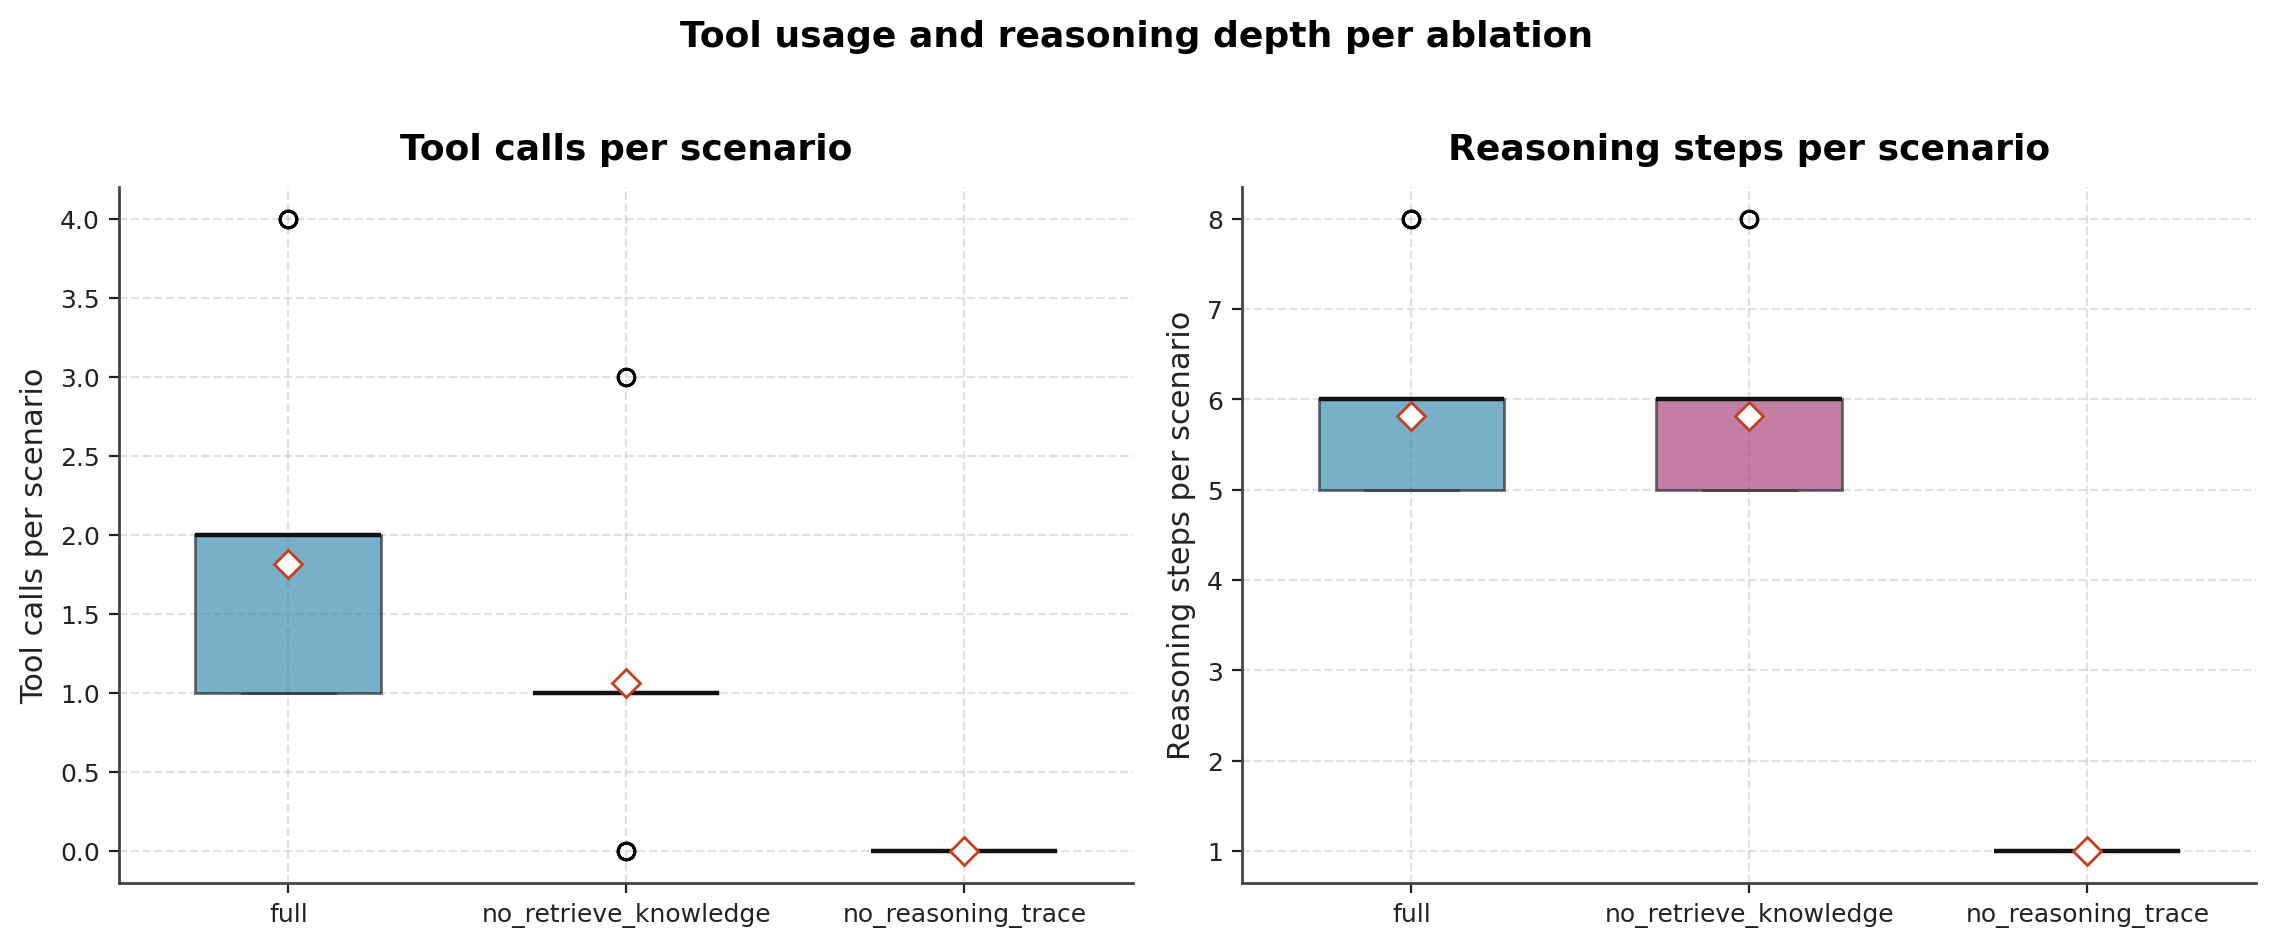 Tool usage and reasoning depth per ablation
Tool calls per scenario
Tool calls per scenario
4.0
3.5
3.0
2.5
2.0
1.5
1.0
0.5
0.0
full
no_retrieve_knowledge
no_reasoning_trace
Reasoning steps per scenario
Reasoning steps per scenario
8
7
6
5
4
3
2
1
full
no_retrieve_knowledge
no_reasoning_trace